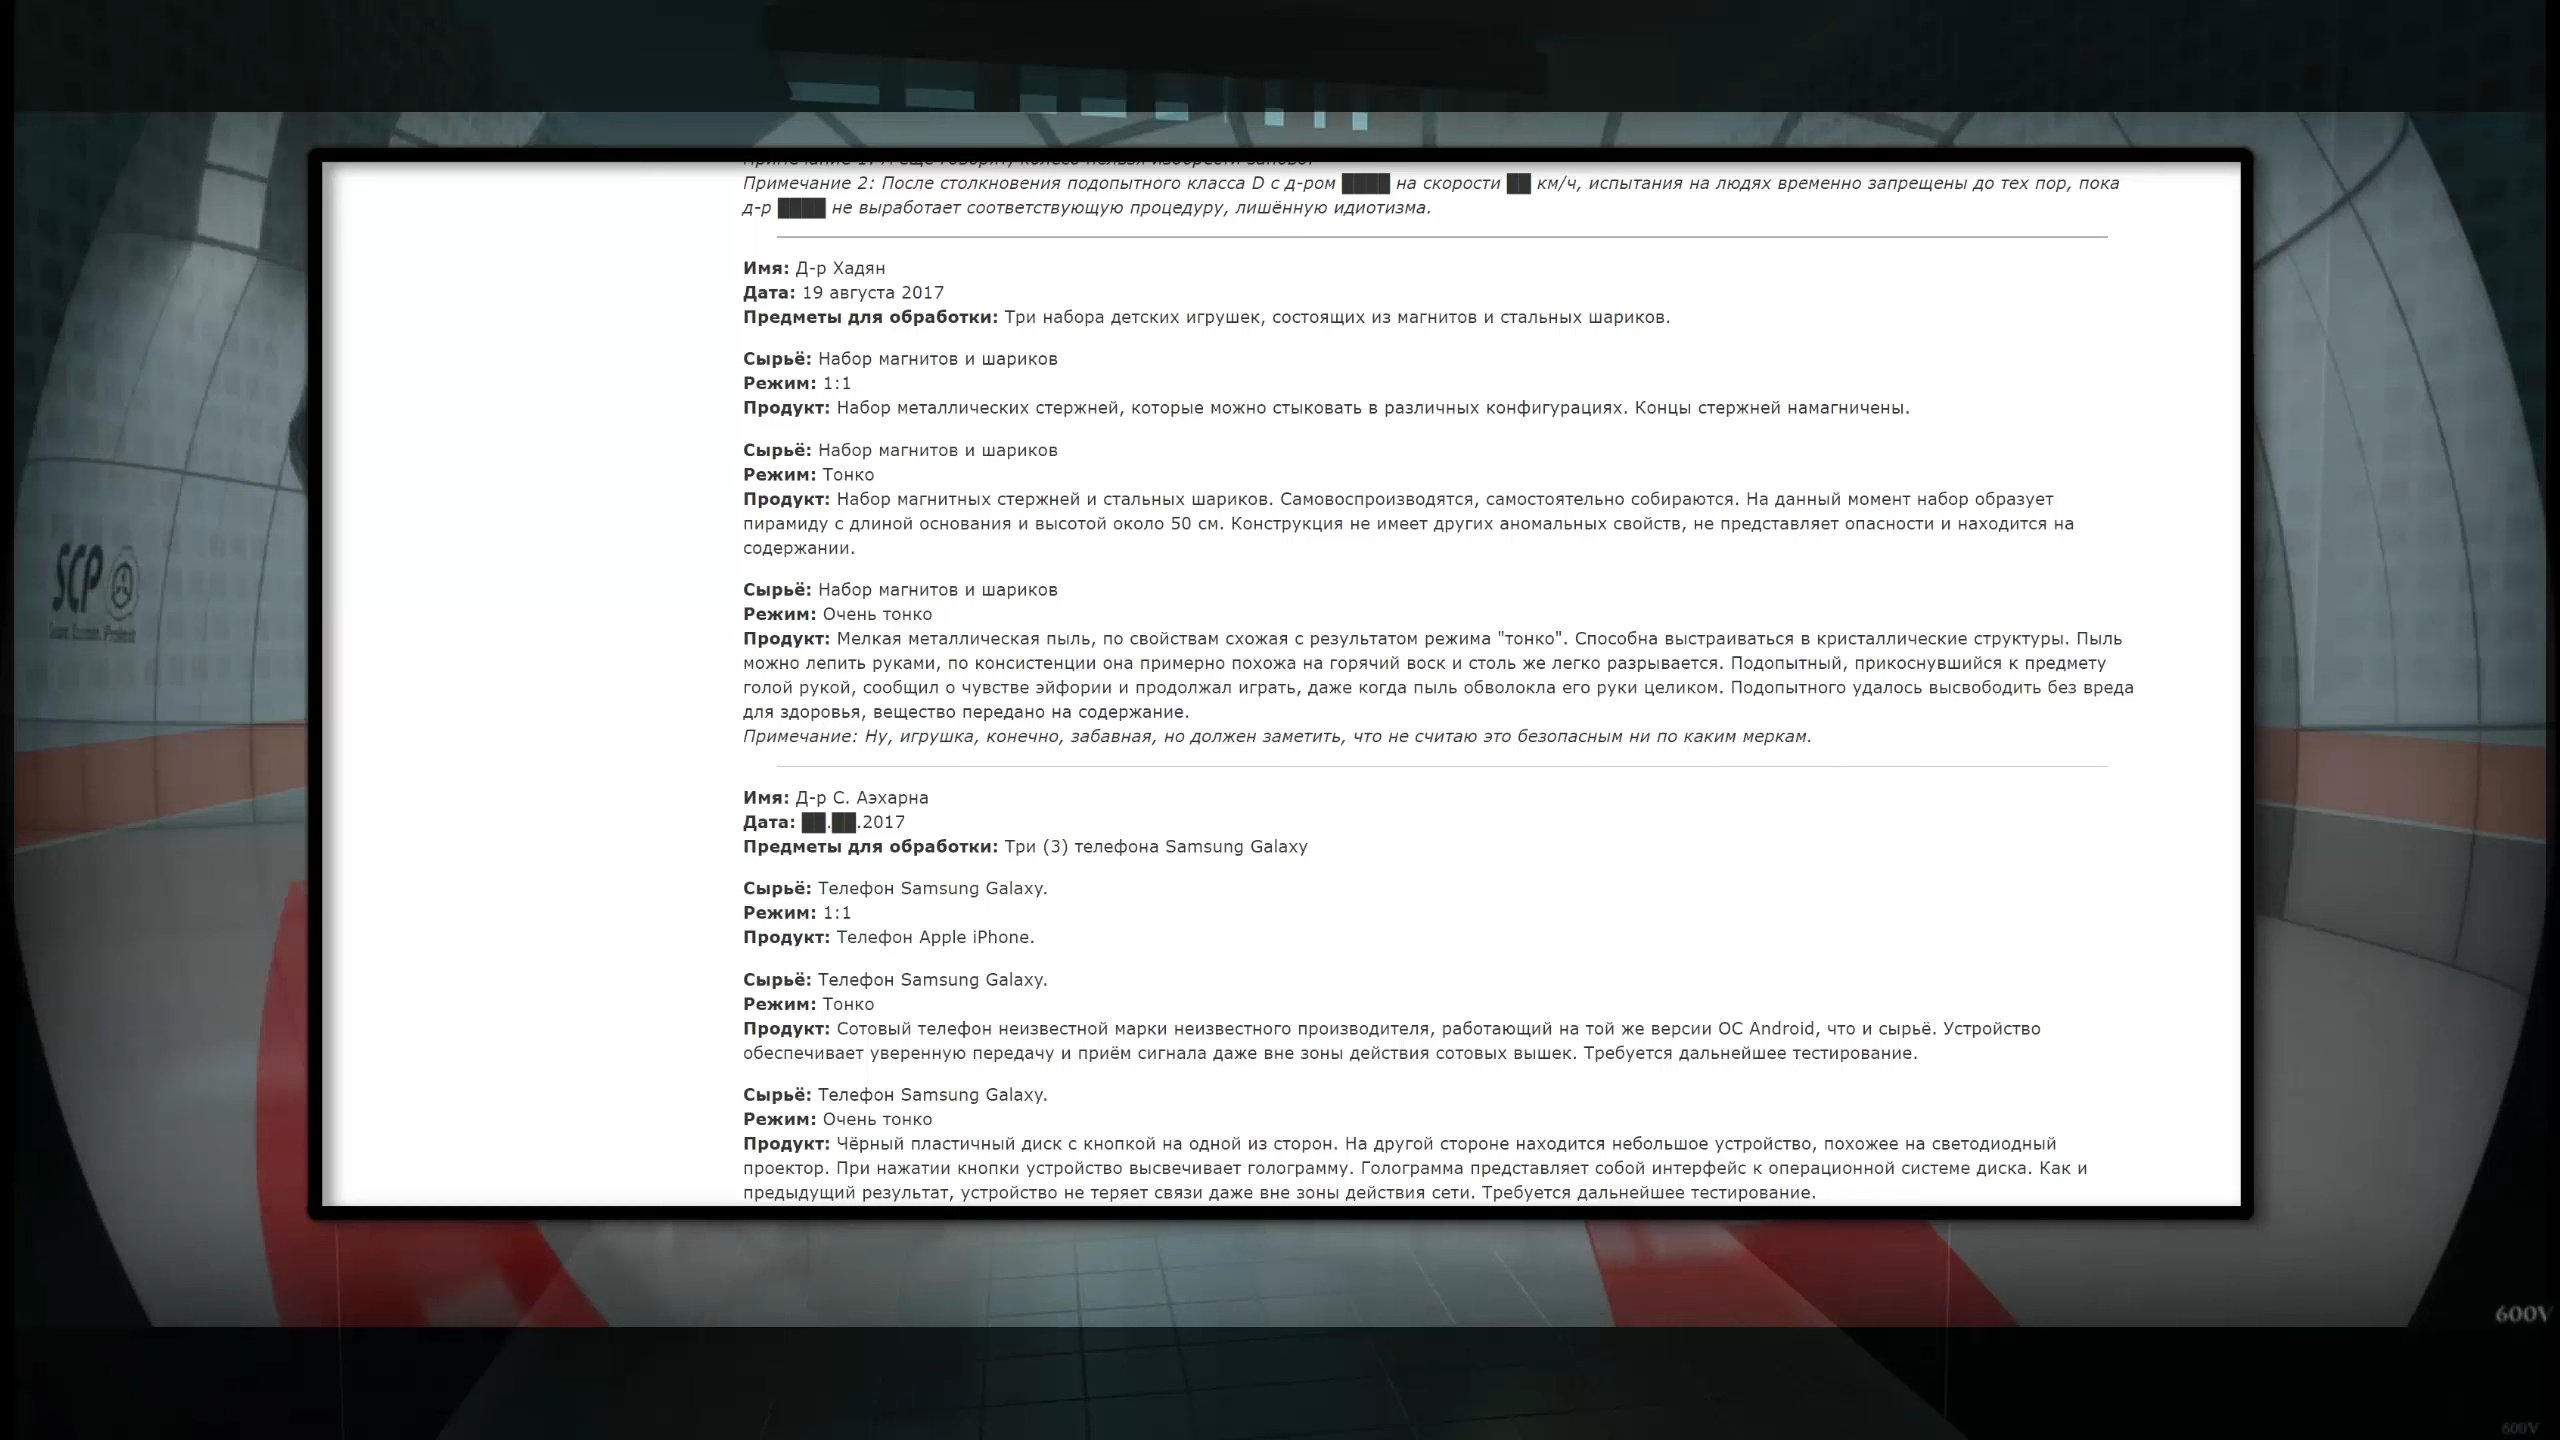 Примечание 2: После столкновения подопытного класса D с д-ром ████ на скорости ██ км/ч, испытания на людях временно запрещены до тех пор, пока
д-р ████ не выработает соответствующую процедуру, лишённую идиотизма.
Имя: Д-р Хадян
Дата: 19 августа 2017
Предметы для обработки: Три набора детских игрушек, состоящих из магнитов и стальных шариков.
Сырьё: Набор магнитов и шариков
Режим: 1:1
Продукт: Набор металлических стержней, которые можно стыковать в различных конфигурациях. Концы стержней намагничены.
Сырьё: Набор магнитов и шариков
Режим: Тонко
Продукт: Набор магнитных стержней и стальных шариков. Самовоспроизводятся, самостоятельно собираются. На данный момент набор образует
пирамиду с длиной основания и высотой около 50 см. Конструкция не имеет других аномальных свойств, не представляет опасности и находится на
содержании.
Сырьё: Набор магнитов и шариков
Режим: Очень тонко
Продукт: Мелкая металлическая пыль, по свойствам схожая с результатом режима "тонко". Способна выстраиваться в кристаллические структуры. Пыль
можно лепить руками, по консистенции она примерно похожа на горячий воск и столь же легко разрывается. Подопытный, прикоснувшийся к предмету
голой рукой, сообщил о чувстве эйфории и продолжал играть, даже когда пыль обволокла его руки целиком. Подопытного удалось высвободить без вреда
для здоровья, вещество передано на содержание.
Примечание: Ну, игрушка, конечно, забавная, но должен заметить, что не считаю это безопасным ни по каким меркам.
Имя: Д-р С. Аэхарна
Дата: ██.██.2017
Предметы для обработки: Три (3) телефона Samsung Galaxy
Сырьё: Телефон Samsung Galaxy.
Режим: 1:1
Продукт: Телефон Apple iPhone.
Сырьё: Телефон Samsung Galaxy.
Режим: Тонко
Продукт: Сотовый телефон неизвестной марки неизвестного производителя, работающий на той же версии ОС Android, что и сырьё. Устройство
обеспечивает уверенную передачу и приём сигнала даже вне зоны действия сотовых вышек. Требуется дальнейшее тестирование.
Сырьё: Телефон Samsung Galaxy.
Режим: Очень тонко
Продукт: Чёрный пластичный диск с кнопкой на одной из сторон. На другой стороне находится небольшое устройство, похожее на светодиодный
проектор. При нажатии кнопки устройство высвечивает голограмму. Голограмма представляет собой интерфейс к операционной системе диска. Как и
предыдущий результат, устройство не теряет связи даже вне зоны действия сети. Требуется дальнейшее тестирование.
SCP
600V
600V